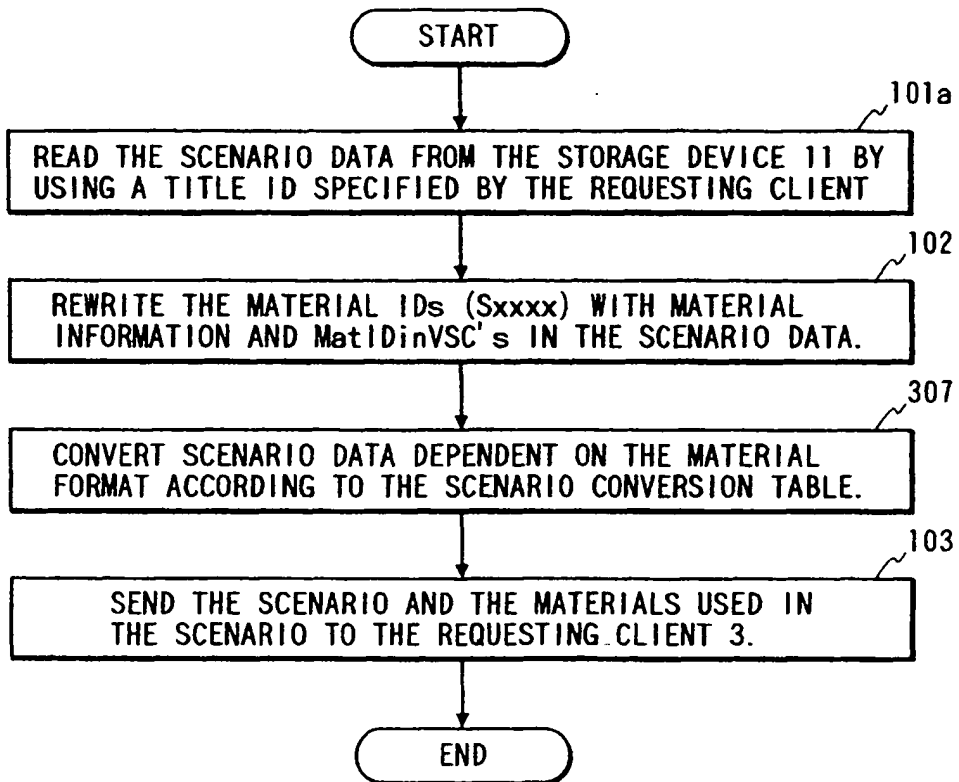 START
101a
READ THE SCENARIO DATA FROM THE STORAGE DEVICE 11 BY
USING A TITLE ID SPECIFIED BY THE REQUESTING CLIENT
102
REWRITE THE MATERIAL IDs (Sxxxx) WITH MATERIAL
INFORMATION AND MatIDinVSC's IN THE SCENARIO DATA.
307
CONVERT SCENARIO DATA DEPENDENT ON THE MATERIAL
FORMAT ACCORDING TO THE SCENARIO CONVERSION TABLE.
103
SEND THE SCENARIO AND THE MATERIALS USED IN
THE SCENARIO TO THE REQUESTING CLIENT 3.
END